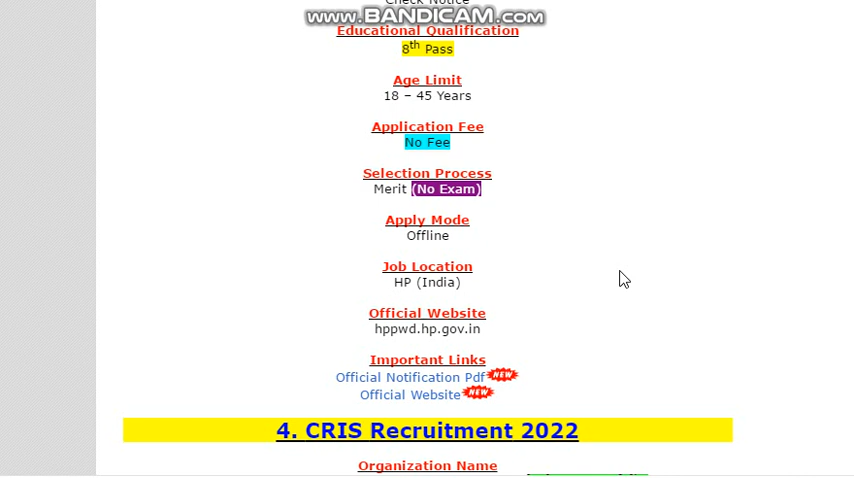 Check Notice
www.BANDICAM.com
Educational Qualification
8th Pass
Age Limit
18 – 45 Years
Application Fee
No Fee
Selection Process
Merit (No Exam)
Apply Mode
Offline
Job Location
HP (India)
Official Website
hppwd.hp.gov.in
Important Links
Official Notification Pdf NEW
Official Website NEW
4. CRIS Recruitment 2022
Organization Name